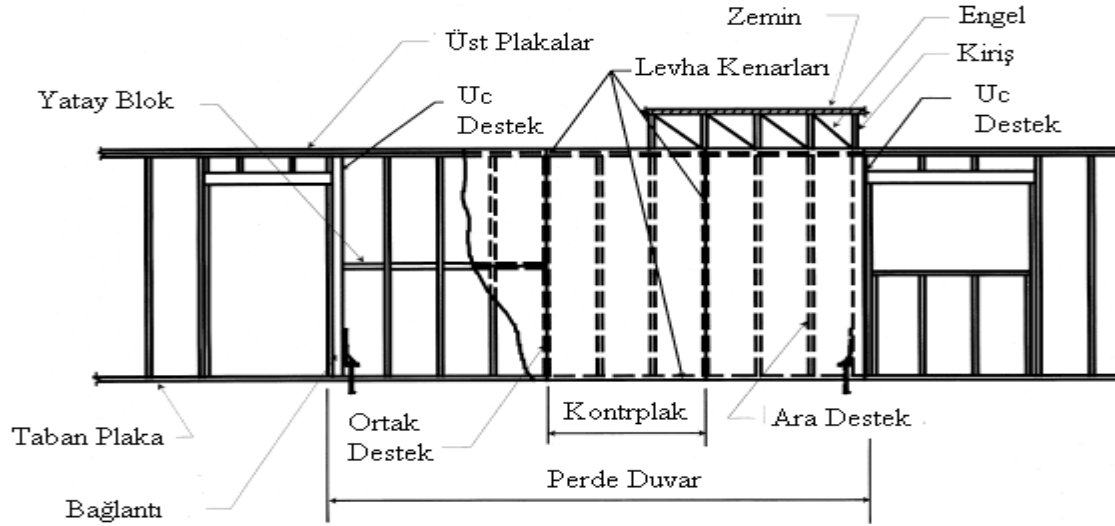 Zemin
Engel
Üst Plakalar
Levha Kenarları
Kiriş
Yatay Blok
Uc
Destek
Uc
Destek
Kontrplak
Ortak
Destek
Ara Destek
Taban Plaka
Perde Duvar
Bağlantı